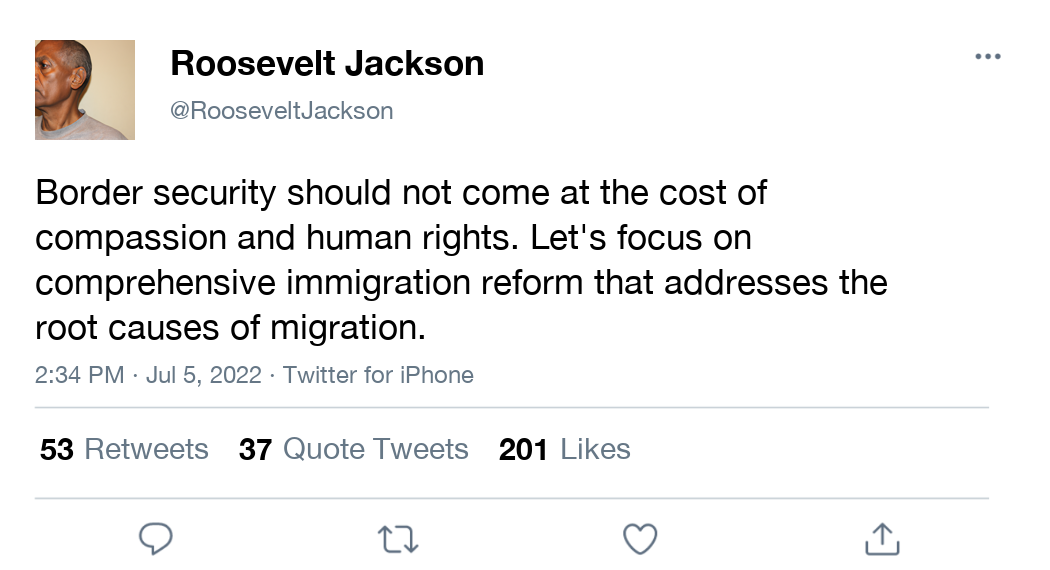 Roosevelt Jackson
@RooseveltJackson
Border security should not come at the cost of
compassion and human rights. Let's focus on
comprehensive immigration reform that addresses the
root causes of migration.
2:34 PM · Jul 5, 2022 · Twitter for iPhone
53 Retweets 37 Quote Tweets 201 Likes